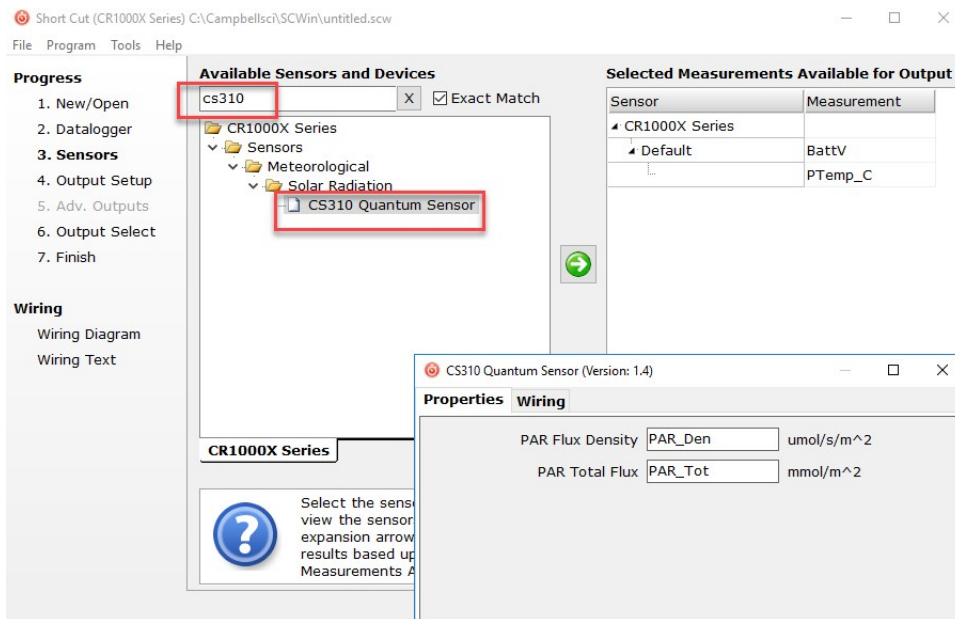 Short Cut (CR1000X Series) C:\Campbellsci\SCWin\untitled.scw
File Program Tools Help
Progress
1. New/Open
2. Datalogger
3. Sensors
4. Output Setup
5. Adv. Outputs
6. Output Select
7. Finish
Wiring
Wiring Diagram
Wiring Text
Available Sensors and Devices
cs310 X Exact Match
CR1000X Series
Sensors
Meteorological
Solar Radiation
CS310 Quantum Sensor
CR1000X Series
Selected Measurements Available for Output
Sensor Measurement
CR1000X Series
Default BattV
PTemp_C
Select the senso
view the sensor
expansion arrow
results based up
Measurements A
CS310 Quantum Sensor (Version: 1.4)
Properties Wiring
PAR Flux Density PAR_Den umol/s/m^2
PAR Total Flux PAR_Tot mmol/m^2